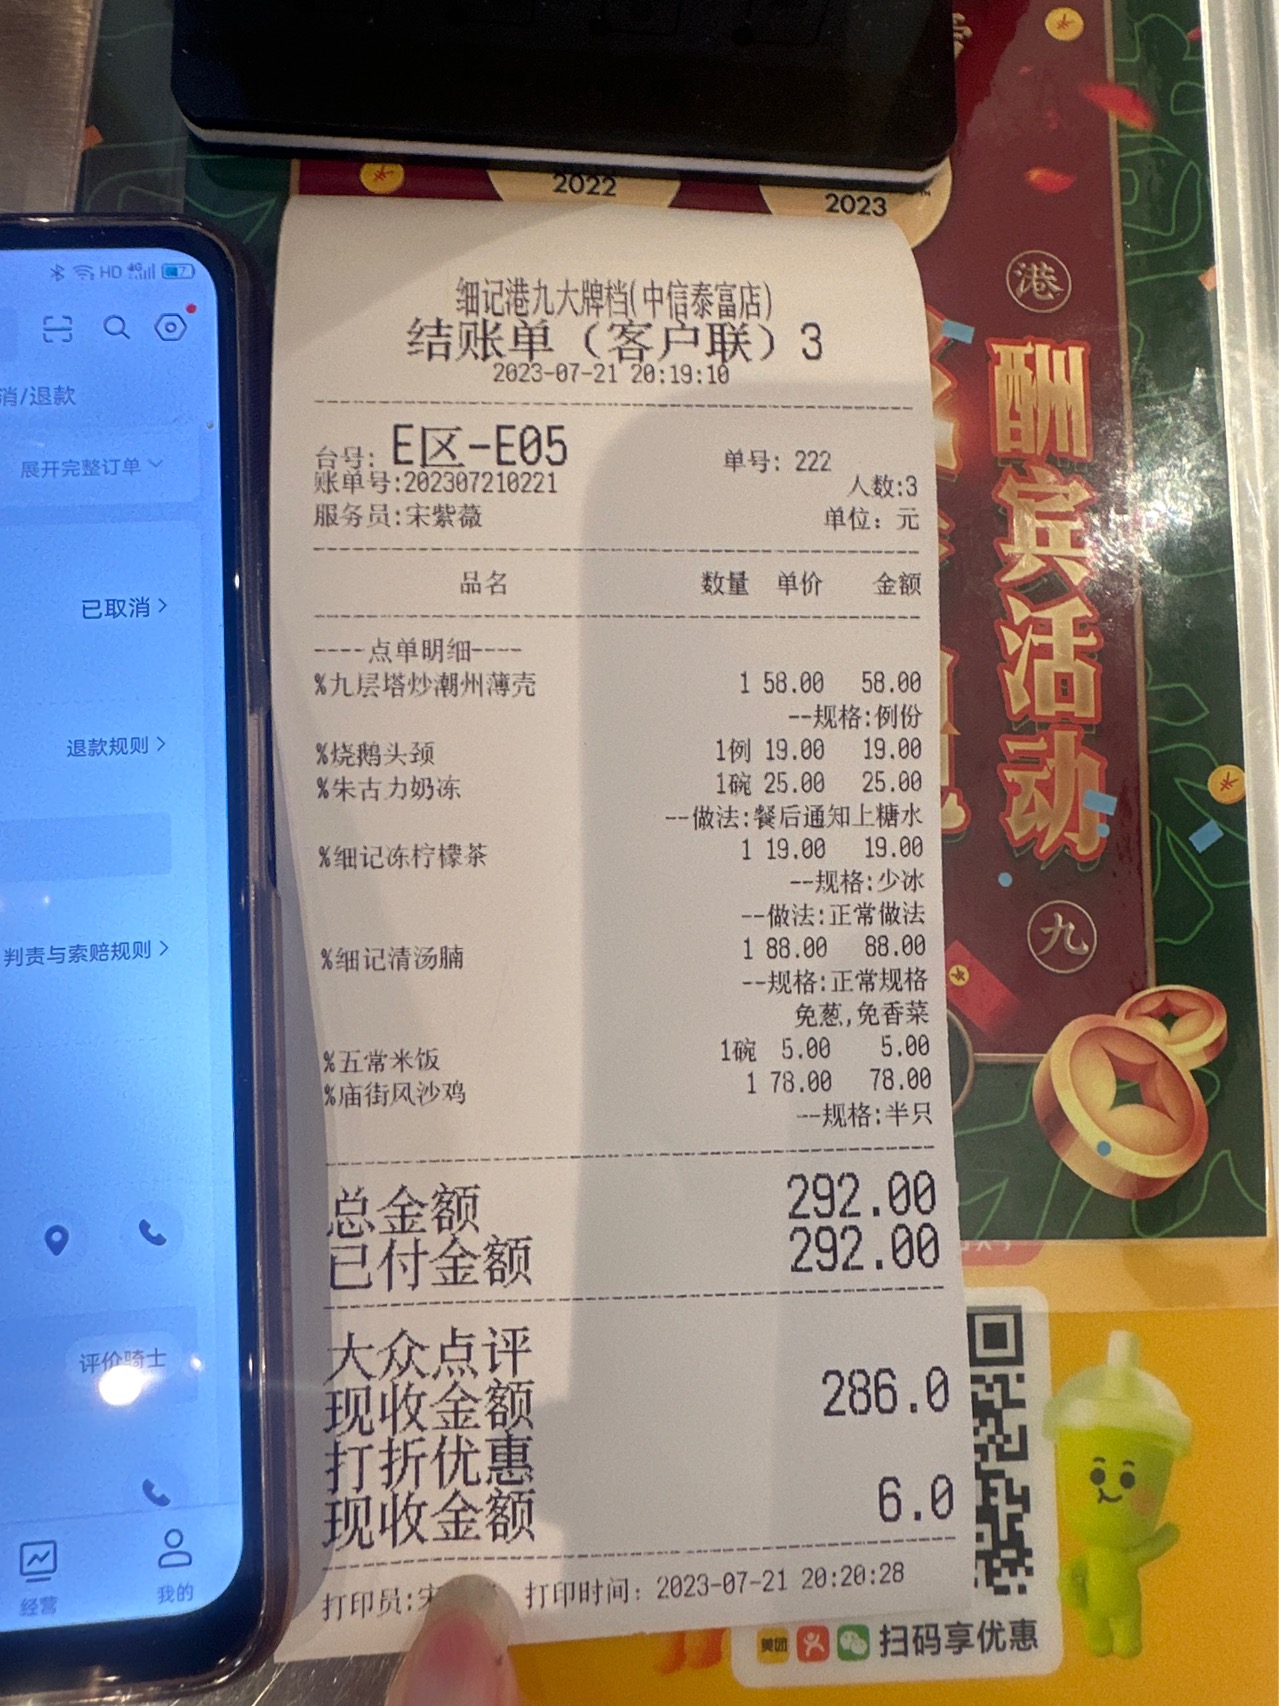 2022
2023
港
酬宾活动
九
HD 4G
7
消/退款
展开完整订单
已取消 >
退款规则 >
判责与索赔规则 >
评价骑士
经营
我的
细记港九大牌档(中信泰富店)
结账单（客户联）3
2023-07-21 20:19:10
台号: E区-E05 单号: 222
账单号:202307210221 人数:3
服务员:宋紫薇 单位: 元
品名 数量 单价 金额
----点单明细----
%九层塔炒潮州薄壳 1 58.00 58.00
--规格:例份
%烧鹅头颈 1例 19.00 19.00
%朱古力奶冻 1碗 25.00 25.00
--做法:餐后通知上糖水
%细记冻柠檬茶 1 19.00 19.00
--规格:少冰
--做法:正常做法
%细记清汤腩 1 88.00 88.00
--规格:正常规格
免葱,免香菜
%五常米饭 1碗 5.00 5.00
%庙街风沙鸡 1 78.00 78.00
--规格:半只
总金额 292.00
已付金额 292.00
大众点评
现收金额 286.0
打折优惠
现收金额 6.0
打印员:宋 打印时间: 2023-07-21 20:20:28
美团
扫码享优惠